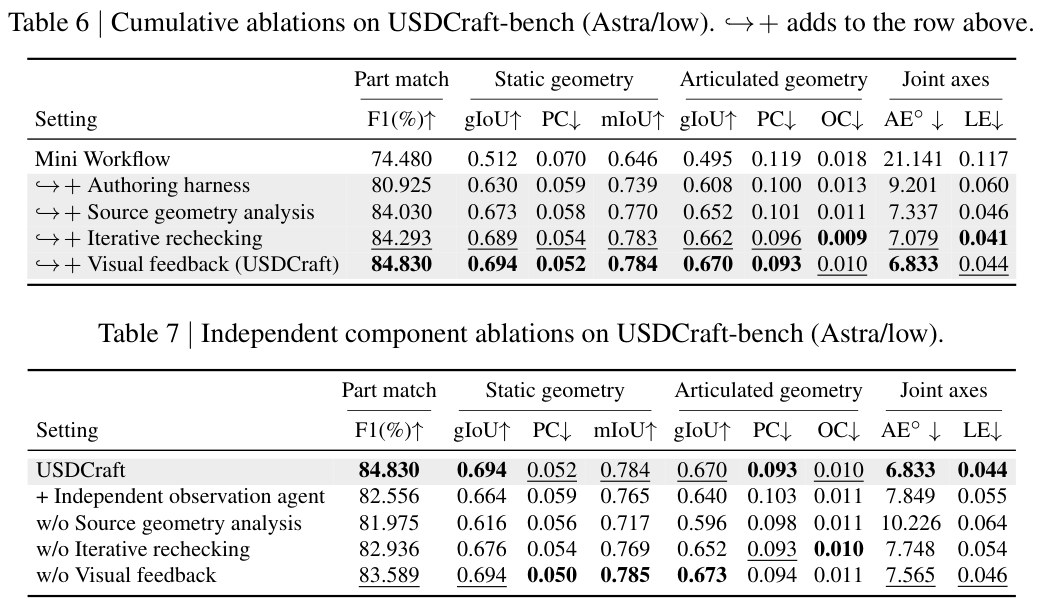 Table 6 | Cumulative ablations on USDCraft-bench (Astra/low). ↪+ adds to the row above.
Part match Static geometry Articulated geometry Joint axes
Setting F1(%)↑ gIoU↑ PC↓ mIoU↑ gIoU↑ PC↓ OC↓ AE° ↓ LE↓
Mini Workflow 74.480 0.512 0.070 0.646 0.495 0.119 0.018 21.141 0.117
↪+ Authoring harness 80.925 0.630 0.059 0.739 0.608 0.100 0.013 9.201 0.060
↪+ Source geometry analysis 84.030 0.673 0.058 0.770 0.652 0.101 0.011 7.337 0.046
↪+ Iterative rechecking 84.293 0.689 0.054 0.783 0.662 0.096 0.009 7.079 0.041
↪+ Visual feedback (USDCraft) 84.830 0.694 0.052 0.784 0.670 0.093 0.010 6.833 0.044
Table 7 | Independent component ablations on USDCraft-bench (Astra/low).
Part match Static geometry Articulated geometry Joint axes
Setting F1(%)↑ gIoU↑ PC↓ mIoU↑ gIoU↑ PC↓ OC↓ AE° ↓ LE↓
USDCraft 84.830 0.694 0.052 0.784 0.670 0.093 0.010 6.833 0.044
+ Independent observation agent 82.556 0.664 0.059 0.765 0.640 0.103 0.011 7.849 0.055
w/o Source geometry analysis 81.975 0.616 0.056 0.717 0.596 0.098 0.011 10.226 0.064
w/o Iterative rechecking 82.936 0.676 0.054 0.769 0.652 0.093 0.010 7.748 0.054
w/o Visual feedback 83.589 0.694 0.050 0.785 0.673 0.094 0.011 7.565 0.046